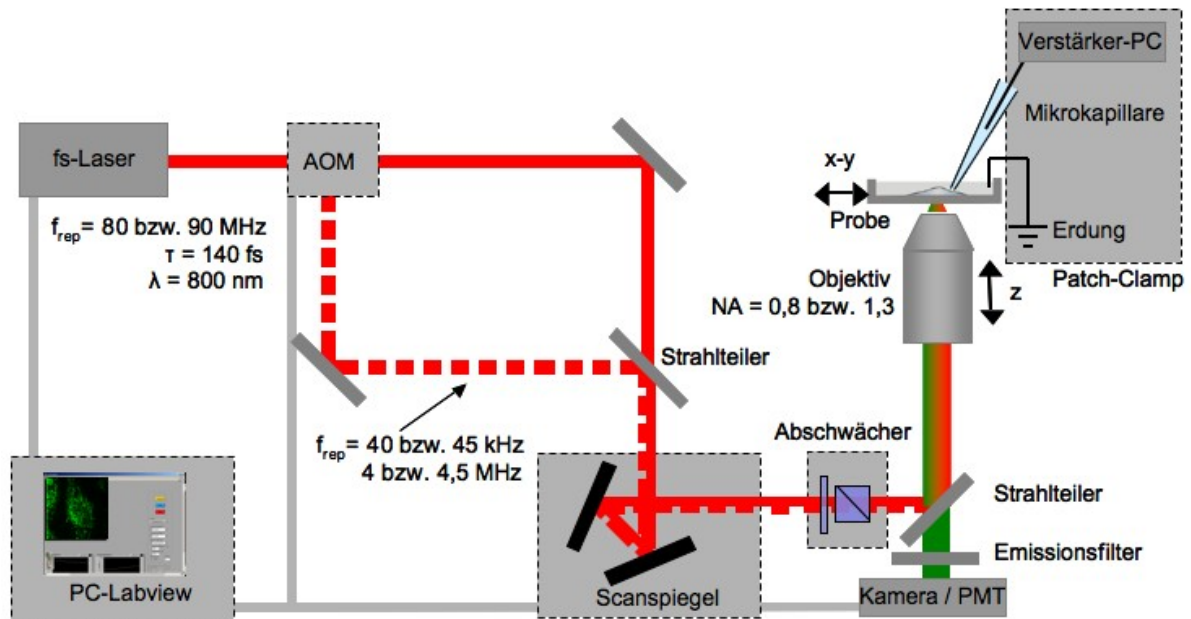 fs-Laser
AOM
f_rep = 80 bzw. 90 MHz
τ = 140 fs
λ = 800 nm
f_rep = 40 bzw. 45 kHz
4 bzw. 4,5 MHz
Strahlteiler
PC-Labview
Scanspiegel
Abschwächer
Strahlteiler
Emissionsfilter
Kamera / PMT
Objektiv
NA = 0,8 bzw. 1,3
z
x-y
Probe
Verstärker-PC
Mikrokapillare
Erdung
Patch-Clamp